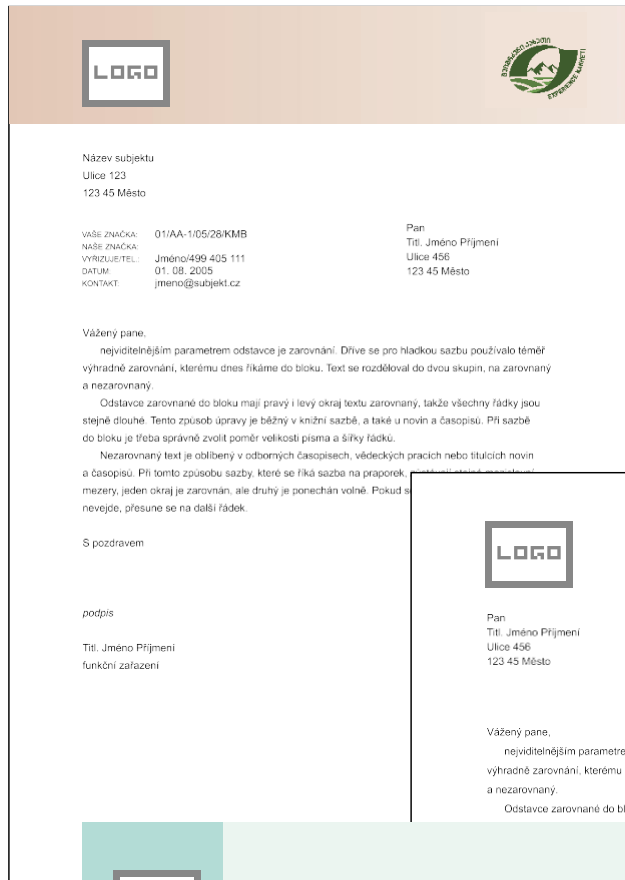 LOGO
EXPERIENCE KAKHETI
Název subjektu
Ulice 123
123 45 Město
VAŠE ZNAČKA: 01/AA-1/05/28/KMB
NAŠE ZNAČKA:
VYŘIZUJE/TEL.: Jméno/499 405 111
DATUM: 01. 08. 2005
KONTAKT: jmeno@subjekt.cz
Pan
Titl. Jméno Příjmení
Ulice 456
123 45 Město
Vážený pane,
nejviditelnějším parametrem odstavce je zarovnání. Dříve se pro hladkou sazbu používalo téměř
výhradně zarovnání, kterému dnes říkáme do bloku. Text se rozděloval do dvou skupin, na zarovnaný
a nezarovnaný.
Odstavce zarovnané do bloku mají pravý i levý okraj textu zarovnaný, takže všechny řádky jsou
stejně dlouhé. Tento způsob úpravy je běžný v knižní sazbě, a také u novin a časopisů. Při sazbě
do bloku je třeba správně zvolit poměr velikosti písma a šířky řádků.
Nezarovnaný text je oblíbený v odborných časopisech, vědeckých pracích nebo titulcích novin
a časopisů. Při tomto způsobu sazby, které se říká sazba na praporek,
mezery, jeden okraj je zarovnán, ale druhý je ponechán volně. Pokud
nevejde, přesune se na další řádek.
S pozdravem
podpis
Titl. Jméno Příjmení
funkční zařazení
LOGO
Pan
Titl. Jméno Příjmení
Ulice 456
123 45 Město
Vážený pane,
nejviditelnějším parametre
výhradně zarovnání, kterému
a nezarovnaný.
Odstavce zarovnané do bl